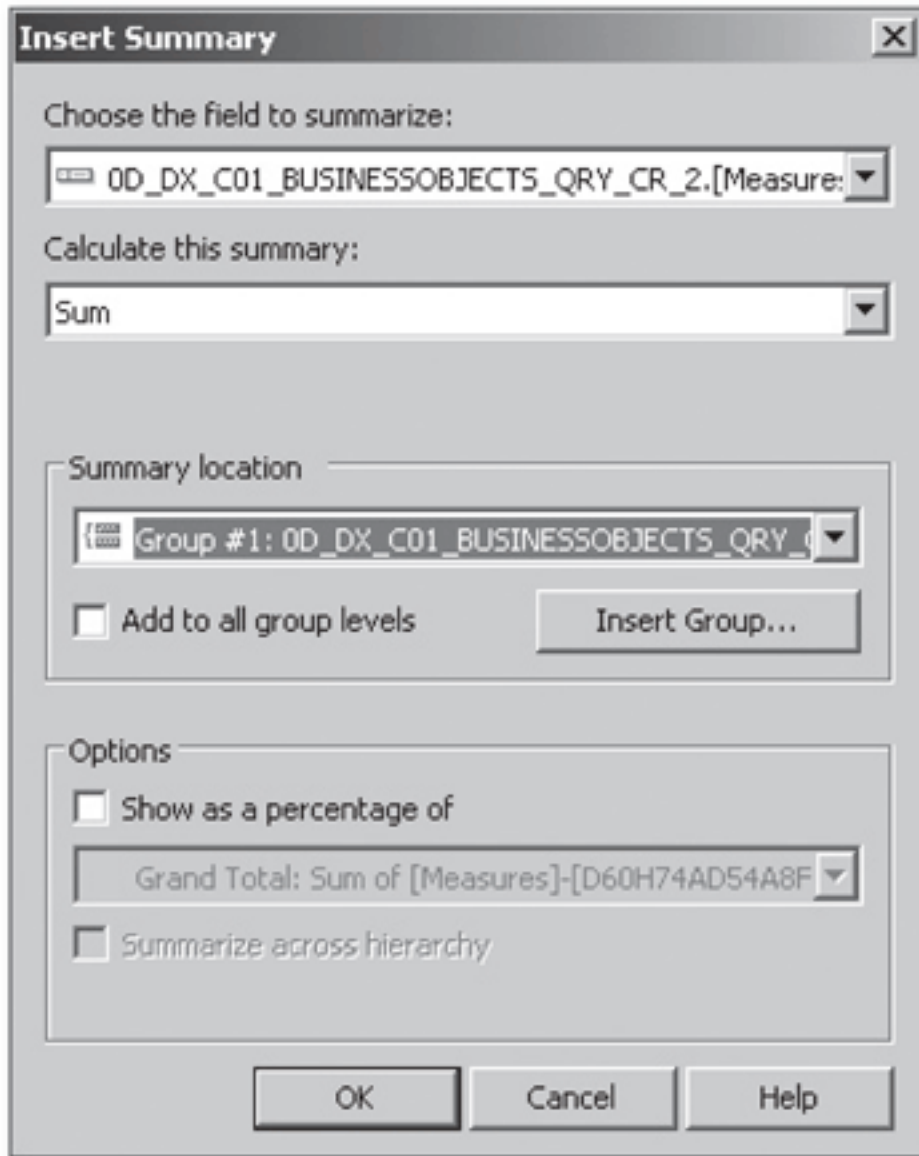 Insert Summary
Choose the field to summarize:
0D_DX_C01_BUSINESSOBJECTS_QRY_CR_2.[Measure
Calculate this summary:
Sum
Summary location
Group #1: 0D_DX_C01_BUSINESSOBJECTS_QRY_
Add to all group levels
Insert Group...
Options
Show as a percentage of
Grand Total: Sum of [Measures]-[D60H74AD54A8F
Summarize across hierarchy
OK
Cancel
Help